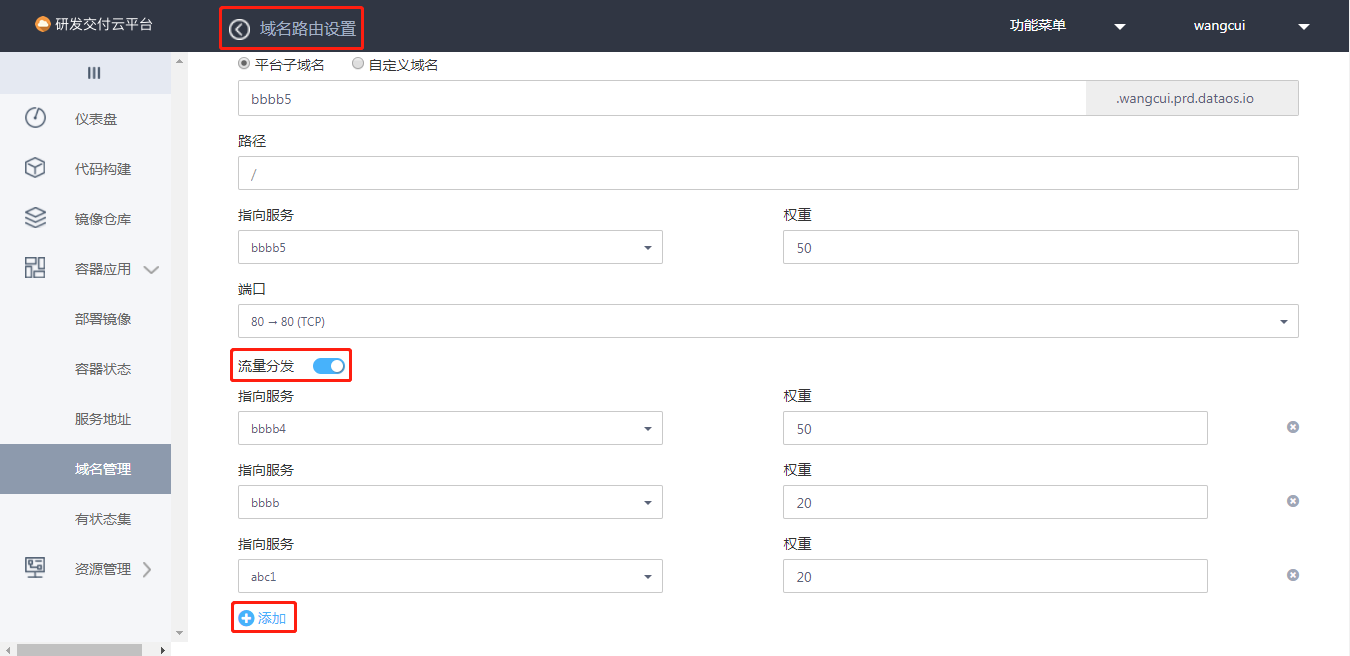 研发交付云平台
域名路由设置
功能菜单
wangcui
仪表盘
代码构建
镜像仓库
容器应用
部署镜像
容器状态
服务地址
域名管理
有状态集
资源管理
平台子域名 自定义域名
bbbb5 .wangcui.prd.dataos.io
路径
/
指向服务 权重
bbbb5 50
端口
80 → 80 (TCP)
流量分发
指向服务 权重
bbbb4 50
指向服务 权重
bbbb 20
指向服务 权重
abc1 20
添加